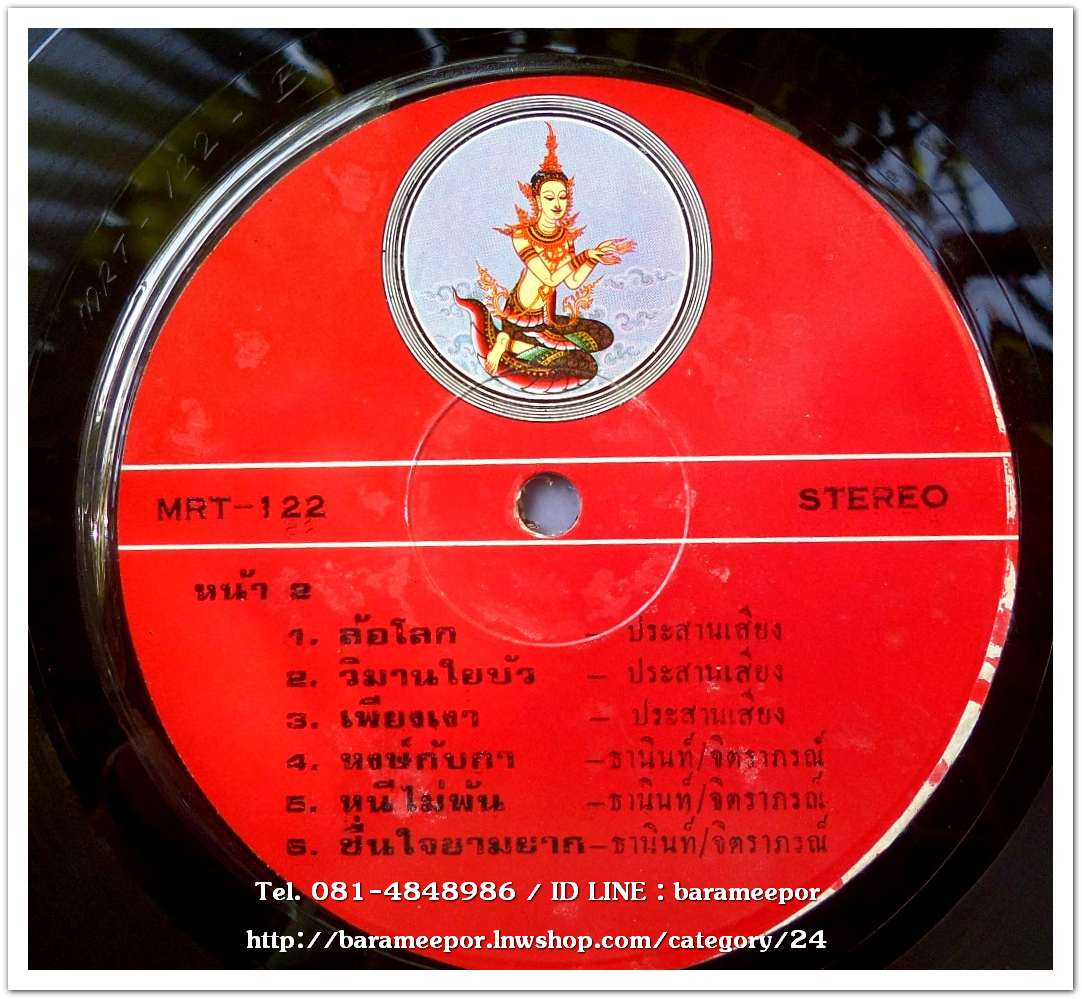 MRT-122-B
MRT-122 STEREO
หน้า ๒
๑. ล้อโลก – ประสานเสียง
๒. วิมานใยบัว – ประสานเสียง
๓. เพียงเงา – ประสานเสียง
๔. หงษ์กับกา –ธานินท์/จิตราภรณ์
๕. หนีไม่พ้น –ธานินท์/จิตราภรณ์
๖. ชื่นใจยามยาก–ธานินท์/จิตราภรณ์
Tel. 081-4848986 / ID LINE : barameepor
http://barameepor.lnwshop.com/category/24